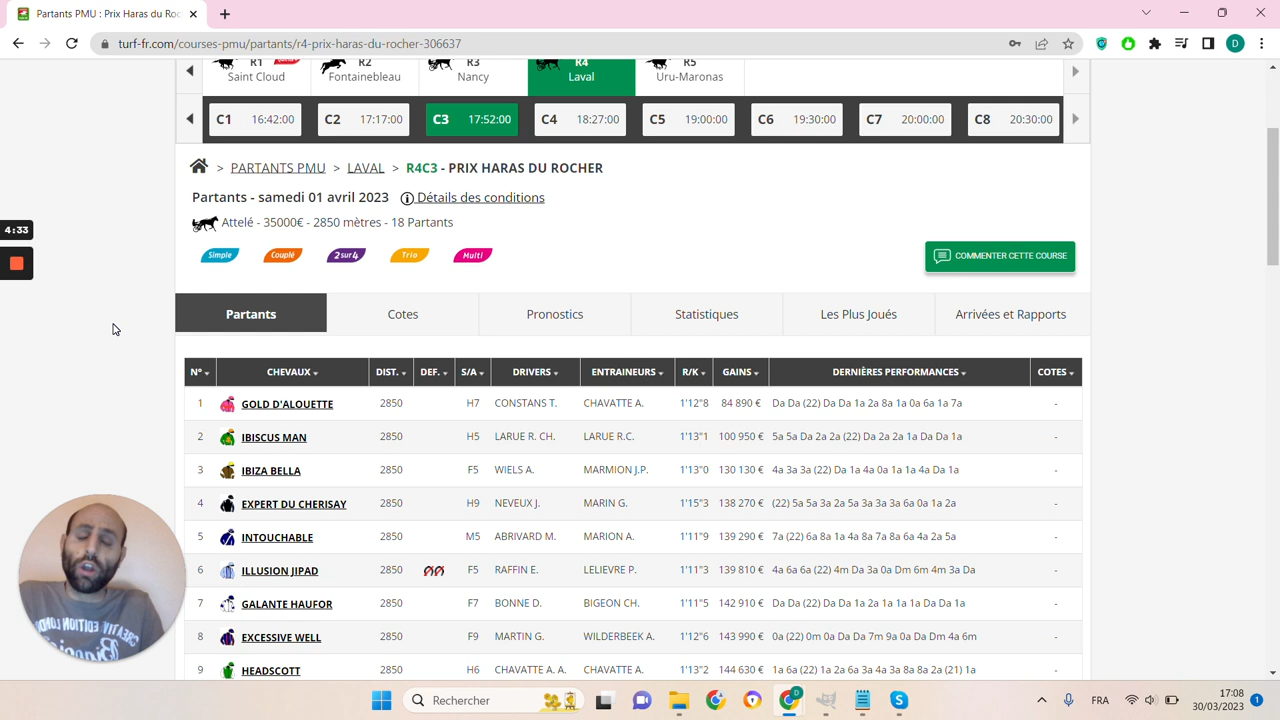 Partants PMU : Prix Haras du Roc
turf-fr.com/courses-pmu/partants/r4-prix-haras-du-rocher-306637
D
R1 R2 R3 R4 R5
Saint Cloud Fontainebleau Nancy Laval Uru-Maronas
C1 16:42:00 C2 17:17:00 C3 17:52:00 C4 18:27:00 C5 19:00:00 C6 19:30:00 C7 20:00:00 C8 20:30:00
> PARTANTS PMU > LAVAL > R4C3 - PRIX HARAS DU ROCHER
Partants - samedi 01 avril 2023 Détails des conditions
Attelé - 35000€ - 2850 mètres - 18 Partants
4:33
Simple Couplé 2sur4 Trio Multi
COMMENTER CETTE COURSE
Partants Cotes Pronostics Statistiques Les Plus Joués Arrivées et Rapports
N° CHEVAUX DIST. DEF. S/A DRIVERS ENTRAINEURS R/K GAINS DERNIÈRES PERFORMANCES COTES
1 GOLD D'ALOUETTE 2850 H7 CONSTANS T. CHAVATTE A. 1'12"8 84 890 € Da Da (22) Da Da 1a 2a 8a 1a 0a 6a 1a 7a -
2 IBISCUS MAN 2850 H5 LARUE R. CH. LARUE R.C. 1'13"1 100 950 € 5a 5a Da 2a 2a (22) Da 2a 2a 1a Da Da 1a -
3 IBIZA BELLA 2850 F5 WIELS A. MARMION J.P. 1'13"0 130 130 € 4a 3a 3a (22) Da 1a 4a 0a 1a 1a 4a Da 1a -
4 EXPERT DU CHERISAY 2850 H9 NEVEUX J. MARIN G. 1'15"3 138 270 € (22) 5a 5a 3a 2a 5a 3a 3a 3a 6a 0a 1a 2a -
5 INTOUCHABLE 2850 M5 ABRIVARD M. MARION A. 1'11"9 139 290 € 7a (22) 6a 8a 1a 4a 8a 7a 8a 6a 4a 2a 5a -
6 ILLUSION JIPAD 2850 F5 RAFFIN E. LELIEVRE P. 1'11"3 139 810 € 4a 6a 6a (22) 4m Da 3a 0a Dm 6m 4m 3a Da -
7 GALANTE HAUFOR 2850 F7 BONNE D. BIGEON CH. 1'11"5 142 910 € Da Da (22) Da Da 1a 2a 1a 1a 1a Da Da 1a -
8 EXCESSIVE WELL 2850 F9 MARTIN G. WILDERBEEK A. 1'12"6 143 990 € 0a (22) 0m 0a Da Da 7m 9a 0a Da Dm 4a 6m -
9 HEADSCOTT 2850 H6 CHAVATTE A. A. CHAVATTE A. 1'13"2 144 630 € 1a 6a (22) 1a 2a 6a 3a 4a 3a 8a 8a 2a (21) 1a -
Rechercher
FRA
17:08
30/03/2023
1